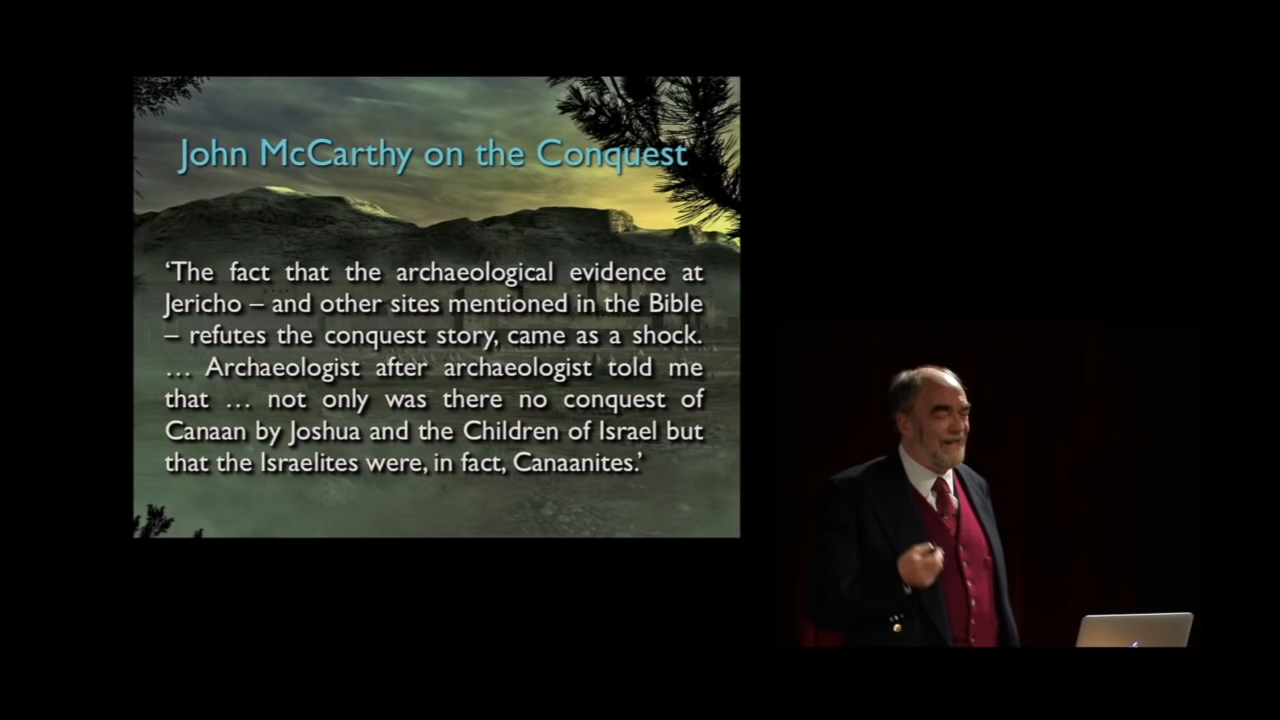 John McCarthy on the Conquest
‘The fact that the archaeological evidence at
Jericho – and other sites mentioned in the Bible
– refutes the conquest story, came as a shock.
… Archaeologist after archaeologist told me
that … not only was there no conquest of
Canaan by Joshua and the Children of Israel but
that the Israelites were, in fact, Canaanites.’